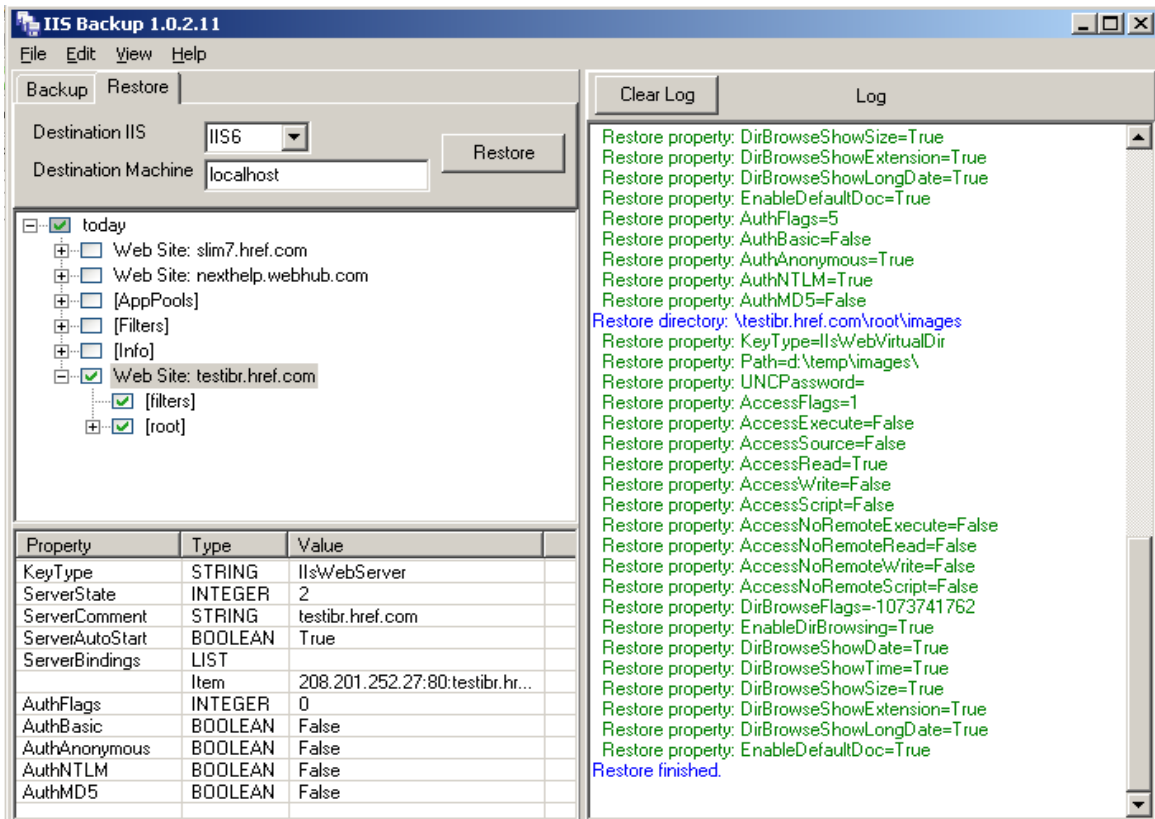 IIS Backup 1.0.2.11
File Edit View Help
Backup Restore
Destination IIS IIS6
Destination Machine localhost
Restore
today
Web Site: slim7.href.com
Web Site: nexthelp.webhub.com
[AppPools]
[Filters]
[Info]
Web Site: testibr.href.com
[filters]
[root]
Property Type Value
KeyType STRING IIsWebServer
ServerState INTEGER 2
ServerComment STRING testibr.href.com
ServerAutoStart BOOLEAN True
ServerBindings LIST
Item 208.201.252.27:80:testibr.hr...
AuthFlags INTEGER 0
AuthBasic BOOLEAN False
AuthAnonymous BOOLEAN False
AuthNTLM BOOLEAN False
AuthMD5 BOOLEAN False
Clear Log Log
Restore property: DirBrowseShowSize=True
Restore property: DirBrowseShowExtension=True
Restore property: DirBrowseShowLongDate=True
Restore property: EnableDefaultDoc=True
Restore property: AuthFlags=5
Restore property: AuthBasic=False
Restore property: AuthAnonymous=True
Restore property: AuthNTLM=True
Restore property: AuthMD5=False
Restore directory: \testibr.href.com\root\images
Restore property: KeyType=IIsWebVirtualDir
Restore property: Path=d:\temp\images\
Restore property: UNCPassword=
Restore property: AccessFlags=1
Restore property: AccessExecute=False
Restore property: AccessSource=False
Restore property: AccessRead=True
Restore property: AccessWrite=False
Restore property: AccessScript=False
Restore property: AccessNoRemoteExecute=False
Restore property: AccessNoRemoteRead=False
Restore property: AccessNoRemoteWrite=False
Restore property: AccessNoRemoteScript=False
Restore property: DirBrowseFlags=-1073741762
Restore property: EnableDirBrowsing=True
Restore property: DirBrowseShowDate=True
Restore property: DirBrowseShowTime=True
Restore property: DirBrowseShowSize=True
Restore property: DirBrowseShowExtension=True
Restore property: DirBrowseShowLongDate=True
Restore property: EnableDefaultDoc=True
Restore finished.